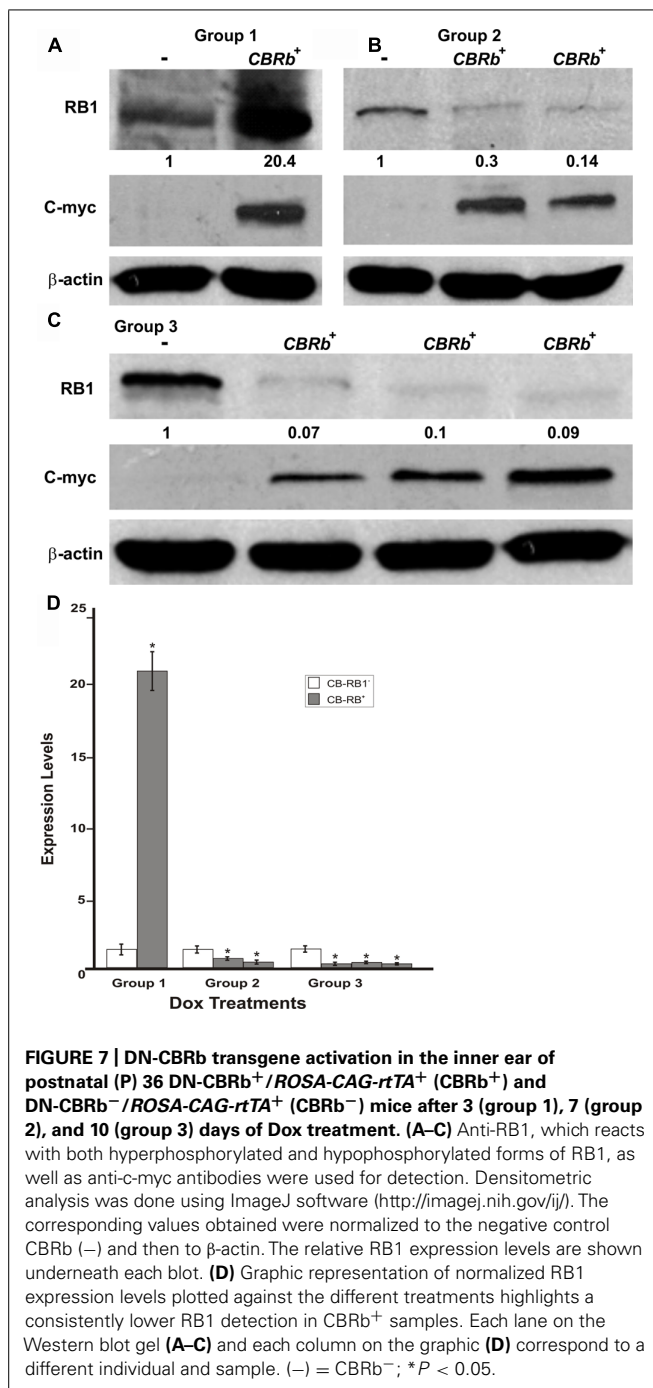 A Group 1 B Group 2
- CBRb+ - CBRb+ CBRb+
RB1
1 20.4 1 0.3 0.14
C-myc
β-actin
C
Group 3
- CBRb+ CBRb+ CBRb+
RB1
1 0.07 0.1 0.09
C-myc
β-actin
D
25
20
15
10
5
0
Expression Levels
*
CB-RB1-
CB-RB+
* *
* * *
Group 1 Group 2 Group 3
Dox Treatments
FIGURE 7 | DN-CBRb transgene activation in the inner ear of
postnatal (P) 36 DN-CBRb+/ROSA-CAG-rtTA+ (CBRb+) and
DN-CBRb−/ROSA-CAG-rtTA+ (CBRb−) mice after 3 (group 1), 7 (group
2), and 10 (group 3) days of Dox treatment. (A–C) Anti-RB1, which reacts
with both hyperphosphorylated and hypophosphorylated forms of RB1, as
well as anti-c-myc antibodies were used for detection. Densitometric
analysis was done using ImageJ software (http://imagej.nih.gov/ij/). The
corresponding values obtained were normalized to the negative control
CBRb (−) and then to β-actin. The relative RB1 expression levels are shown
underneath each blot. (D) Graphic representation of normalized RB1
expression levels plotted against the different treatments highlights a
consistently lower RB1 detection in CBRb+ samples. Each lane on the
Western blot gel (A–C) and each column on the graphic (D) correspond to a
different individual and sample. (−) = CBRb−; *P < 0.05.